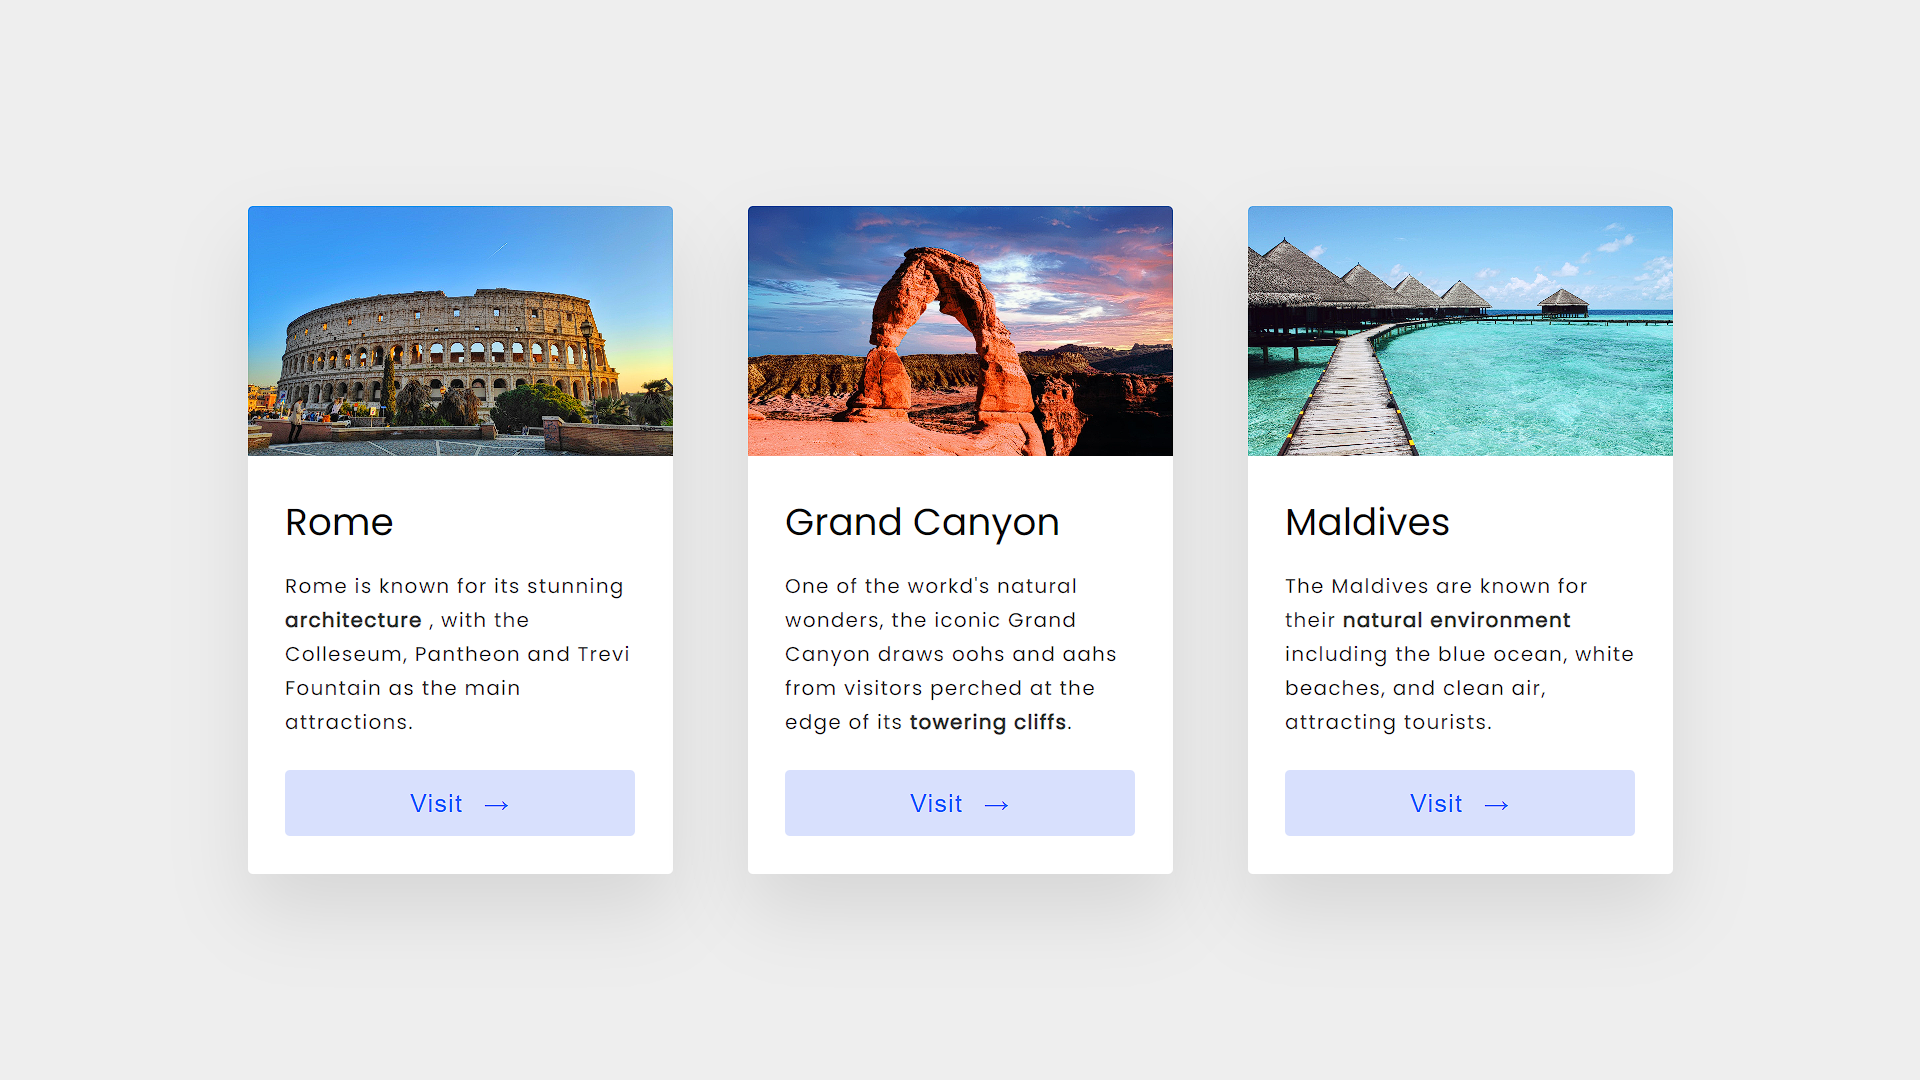 Rome
Rome is known for its stunning
architecture , with the
Colleseum, Pantheon and Trevi
Fountain as the main
attractions.
Visit →
Grand Canyon
One of the workd's natural
wonders, the iconic Grand
Canyon draws oohs and aahs
from visitors perched at the
edge of its towering cliffs.
Visit →
Maldives
The Maldives are known for
their natural environment
including the blue ocean, white
beaches, and clean air,
attracting tourists.
Visit →